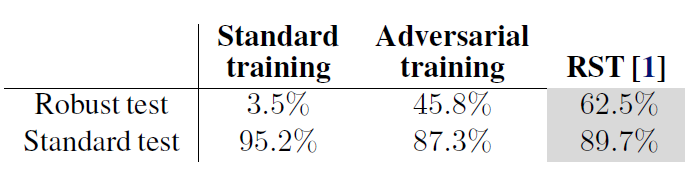 Standard Adversarial
training training RST [1]
Robust test 3.5% 45.8% 62.5%
Standard test 95.2% 87.3% 89.7%